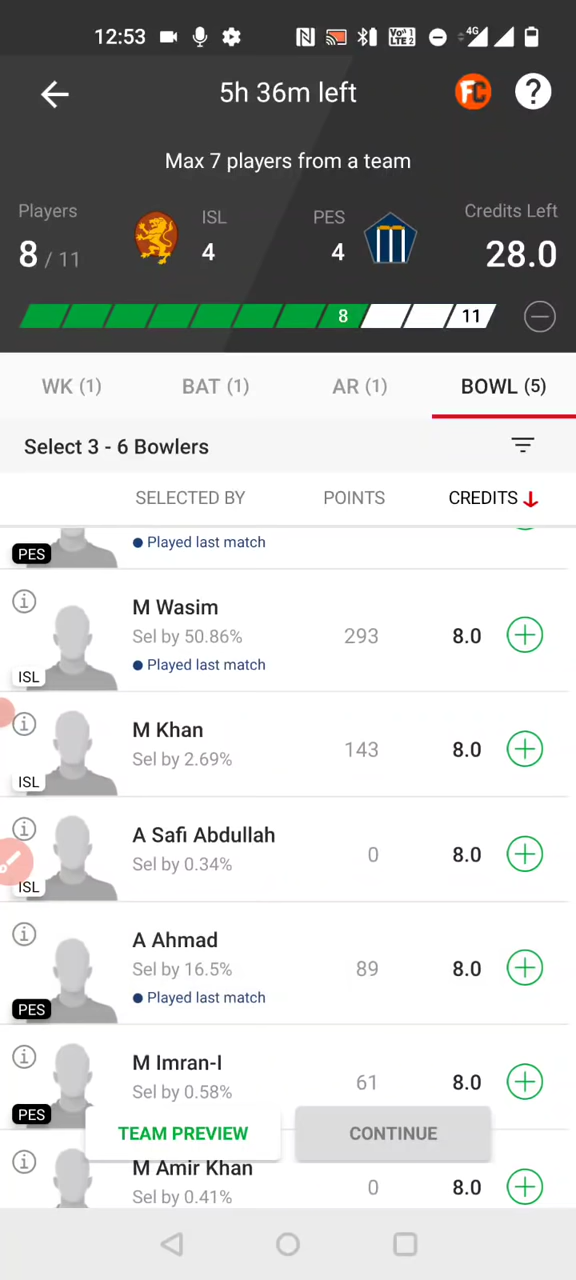 12:53
4G
VoLTE 2
5h 36m left
FC
?
Max 7 players from a team
Players
8 / 11
ISL
4
PES
4
Credits Left
28.0
8
11
WK (1)
BAT (1)
AR (1)
BOWL (5)
Select 3 - 6 Bowlers
SELECTED BY
POINTS
CREDITS
PES
Played last match
M Wasim
Sel by 50.86%
Played last match
293
8.0
ISL
M Khan
Sel by 2.69%
143
8.0
ISL
A Safi Abdullah
Sel by 0.34%
0
8.0
ISL
A Ahmad
Sel by 16.5%
Played last match
89
8.0
PES
M Imran-I
Sel by 0.58%
61
8.0
PES
TEAM PREVIEW
CONTINUE
M Amir Khan
Sel by 0.41%
0
8.0